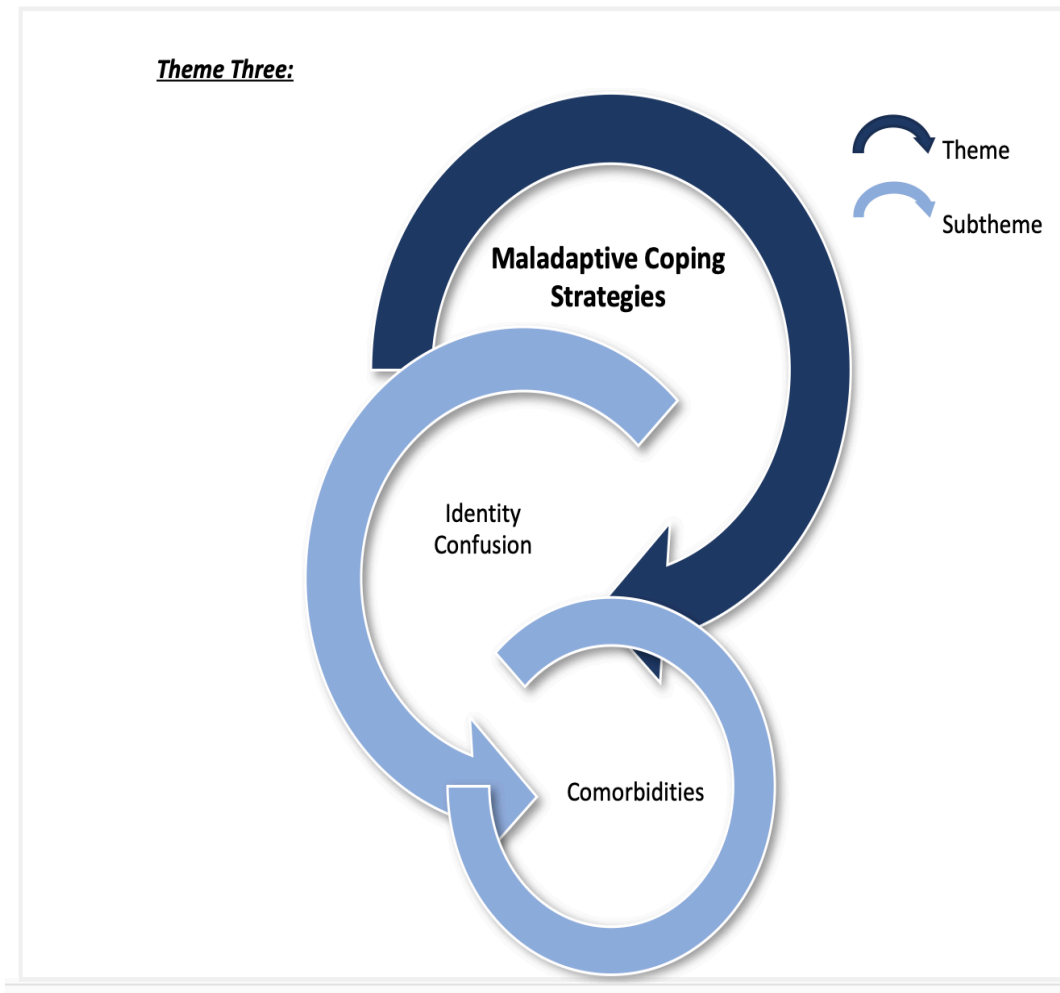 Theme Three:
Theme
Subtheme
Maladaptive Coping
Strategies
Identity
Confusion
Comorbidities